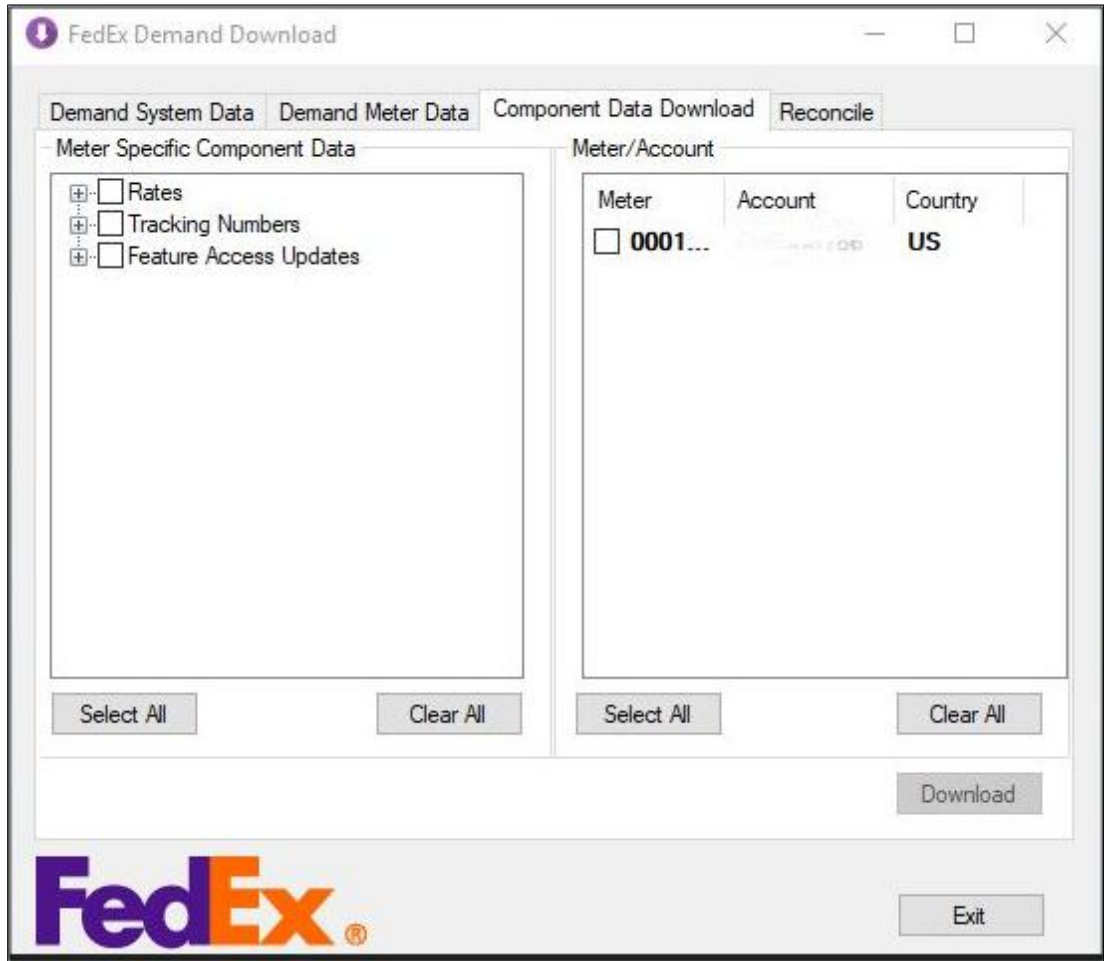 FedEx Demand Download
Demand System Data Demand Meter Data Component Data Download Reconcile
Meter Specific Component Data
Rates
Tracking Numbers
Feature Access Updates
Select All Clear All
Meter/Account
Meter Account Country
0001... US
Select All Clear All
Download
FedEx®
Exit